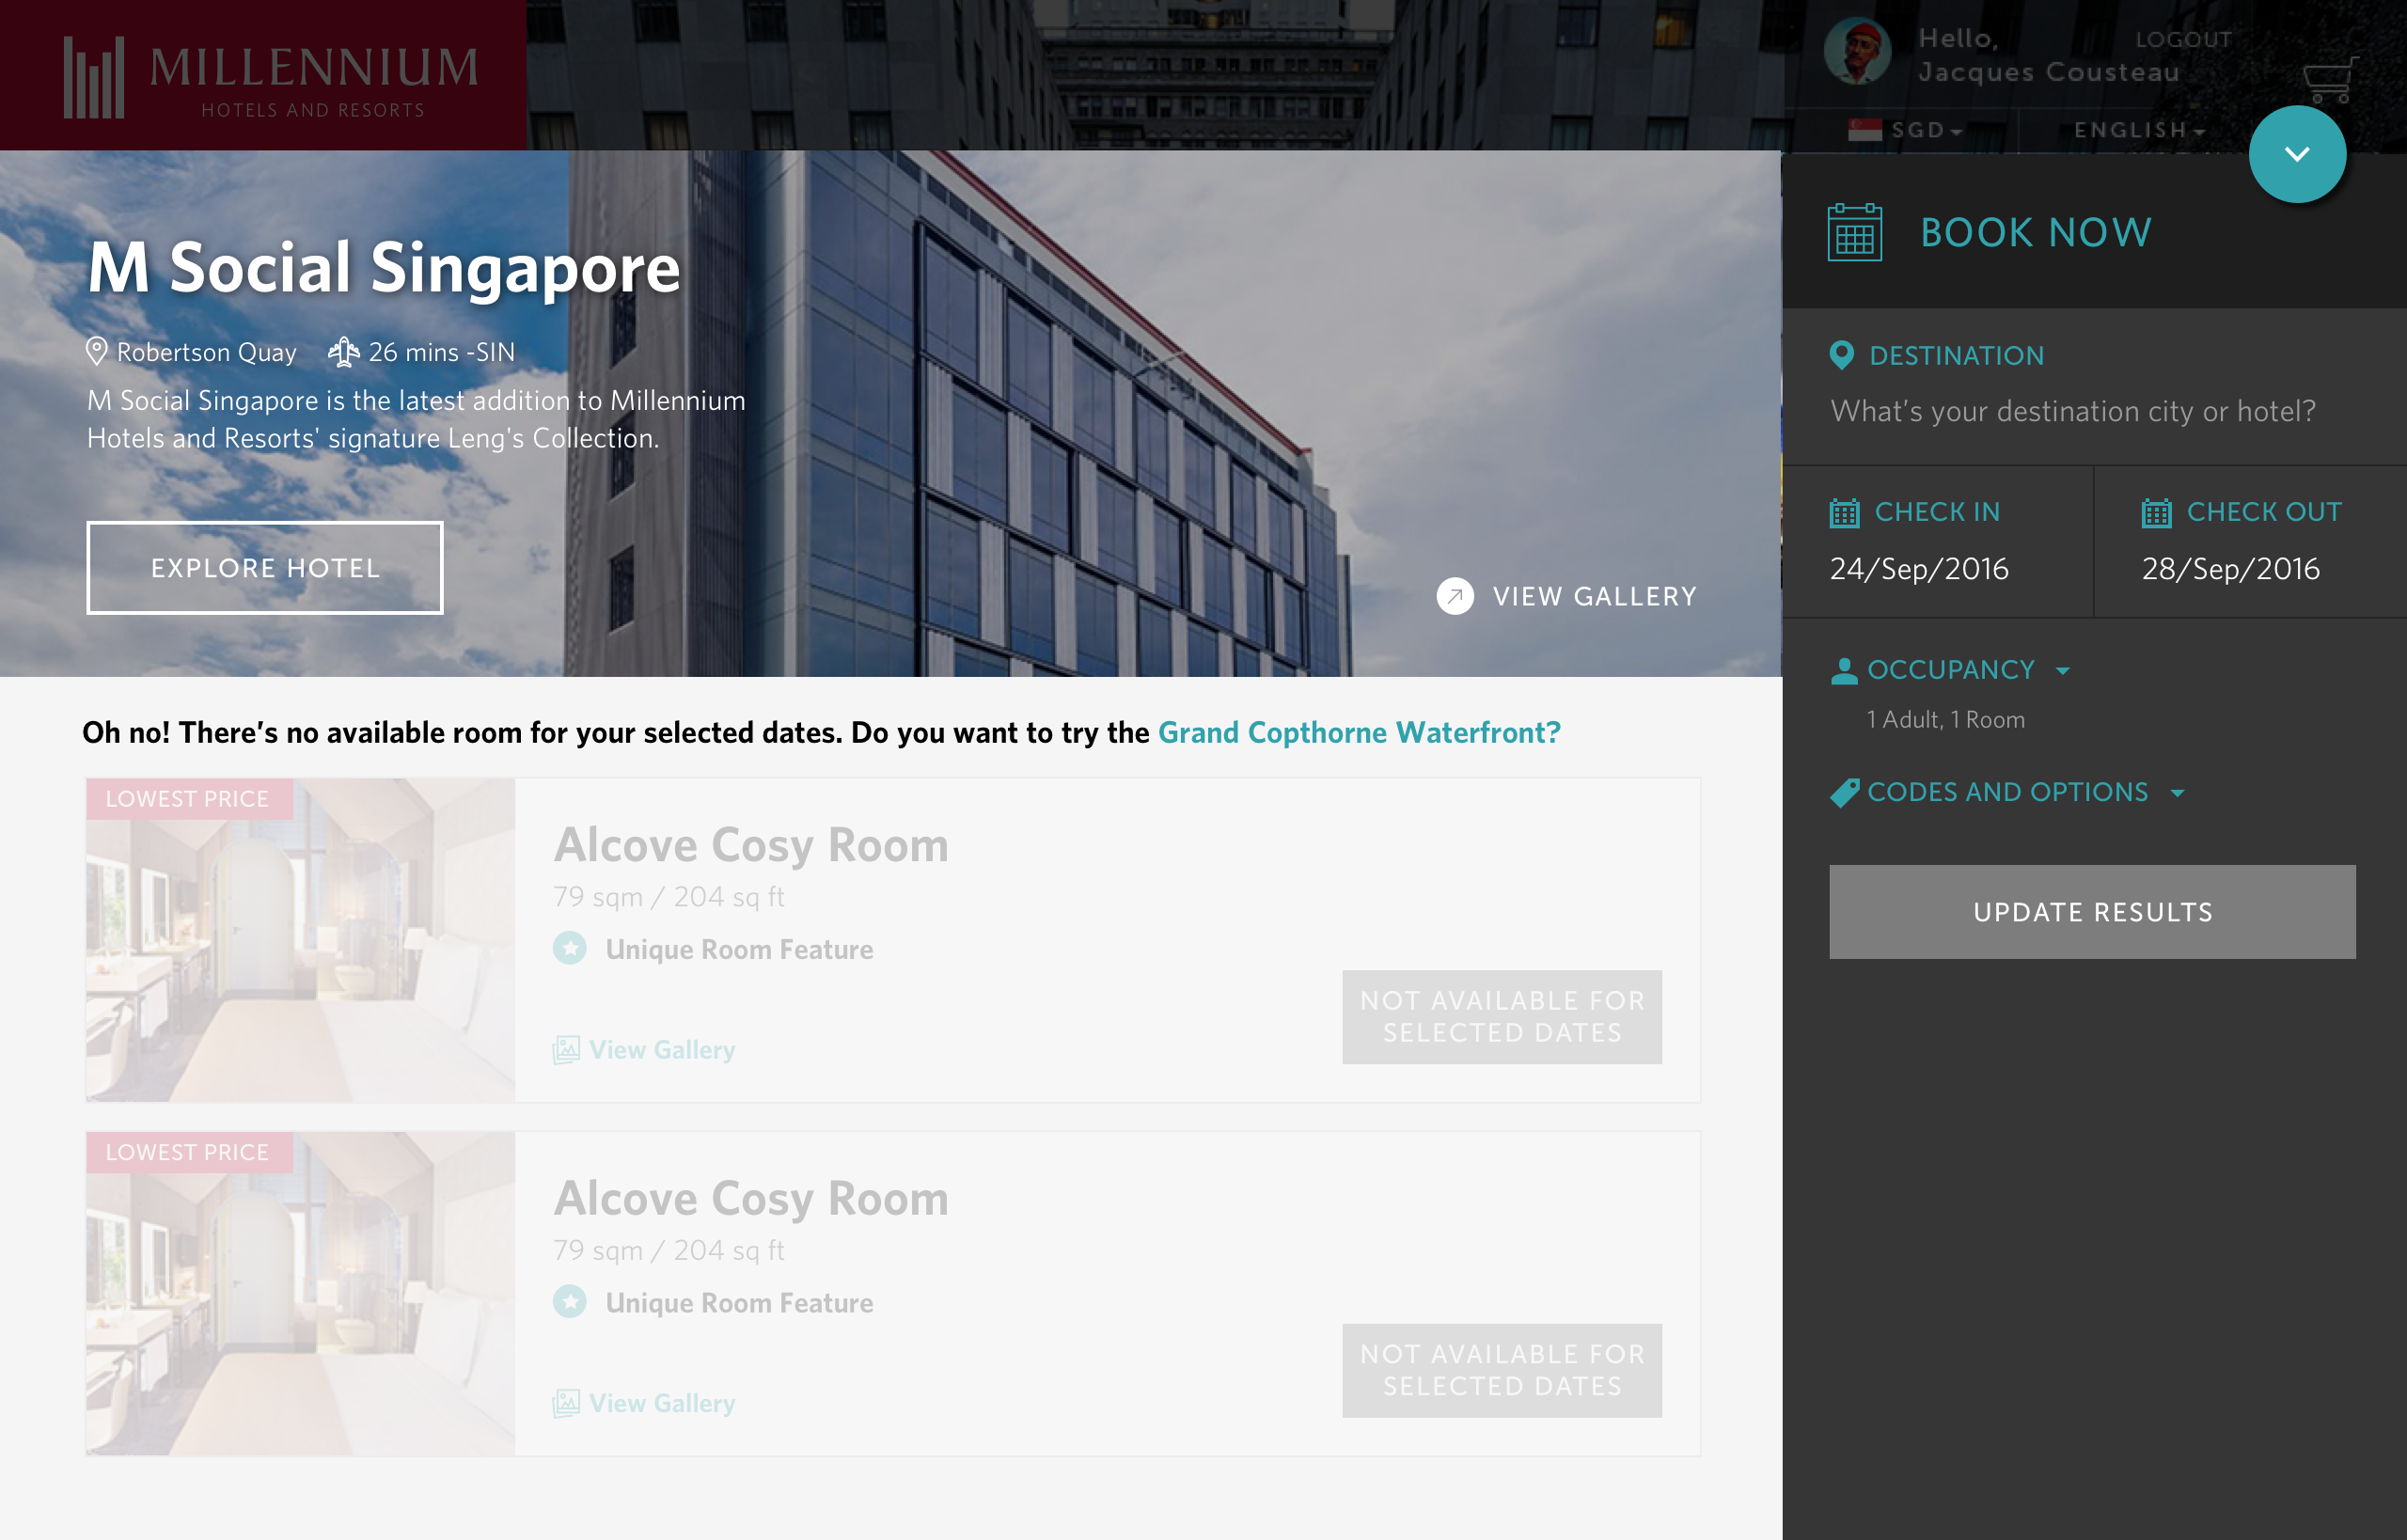 MILLENNIUM
HOTELS AND RESORTS
Hello,
Jacques Cousteau
LOGOUT
SGD
ENGLISH
M Social Singapore
Robertson Quay
26 mins -SIN
M Social Singapore is the latest addition to Millennium
Hotels and Resorts' signature Leng's Collection.
EXPLORE HOTEL
VIEW GALLERY
Oh no! There's no available room for your selected dates. Do you want to try the Grand Copthorne Waterfront?
LOWEST PRICE
Alcove Cosy Room
79 sqm / 204 sq ft
Unique Room Feature
View Gallery
NOT AVAILABLE FOR
SELECTED DATES
LOWEST PRICE
Alcove Cosy Room
79 sqm / 204 sq ft
Unique Room Feature
View Gallery
NOT AVAILABLE FOR
SELECTED DATES
BOOK NOW
DESTINATION
What's your destination city or hotel?
CHECK IN
24/Sep/2016
CHECK OUT
28/Sep/2016
OCCUPANCY
1 Adult, 1 Room
CODES AND OPTIONS
UPDATE RESULTS